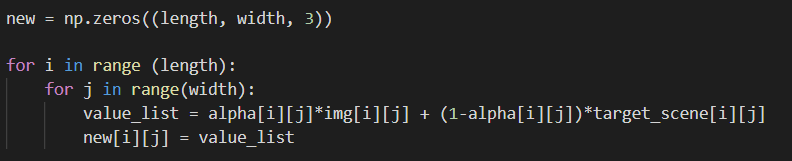 new = np.zeros((length, width, 3))
for i in range (length):
for j in range(width):
value_list = alpha[i][j]*img[i][j] + (1-alpha[i][j])*target_scene[i][j]
new[i][j] = value_list